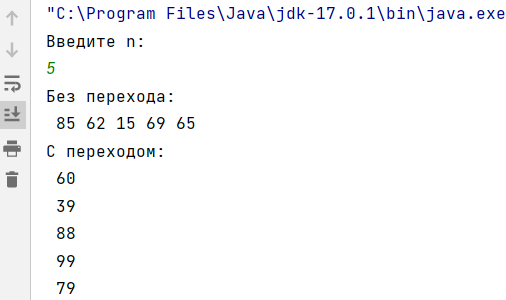 "C:\Program Files\Java\jdk-17.0.1\bin\java.exe
Введите n:
5
Без перехода:
85 62 15 69 65
С переходом:
60
39
88
99
79